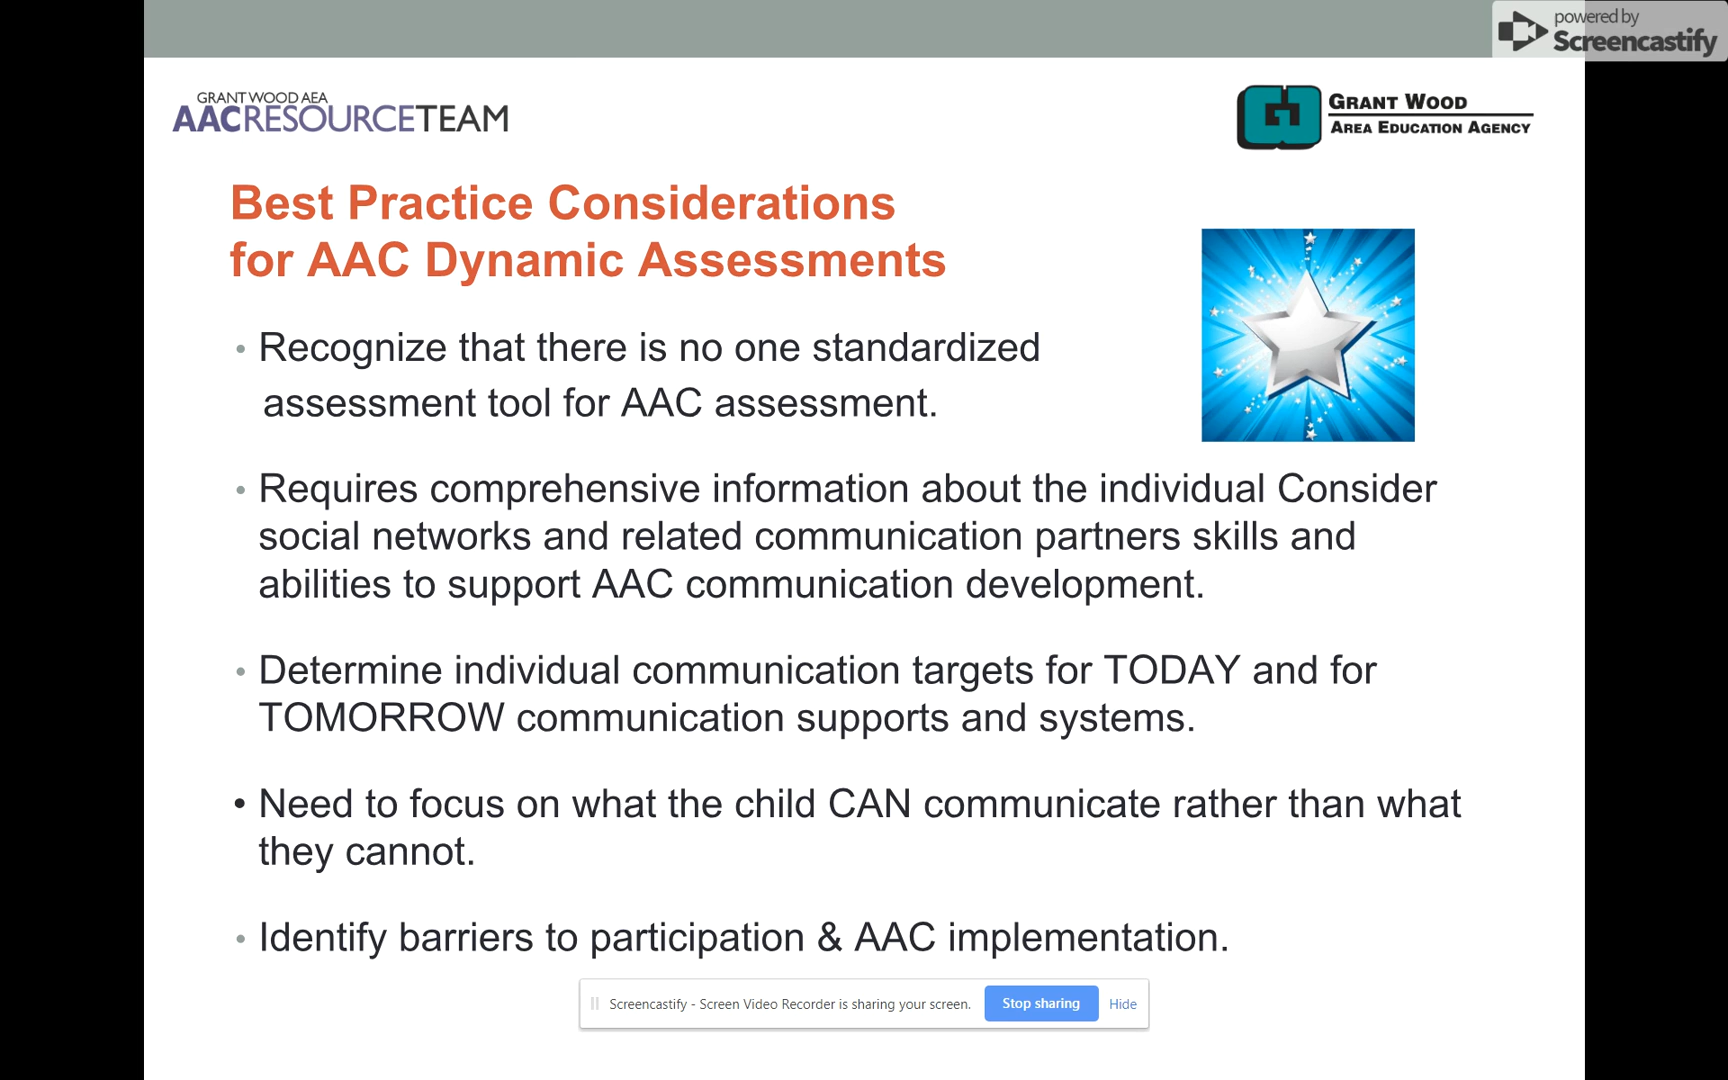 powered by
Screencastify
GRANT WOOD AEA
AACRESOURCETEAM
GRANT WOOD
AREA EDUCATION AGENCY
Best Practice Considerations
for AAC Dynamic Assessments
• Recognize that there is no one standardized
assessment tool for AAC assessment.
• Requires comprehensive information about the individual Consider
social networks and related communication partners skills and
abilities to support AAC communication development.
• Determine individual communication targets for TODAY and for
TOMORROW communication supports and systems.
• Need to focus on what the child CAN communicate rather than what
they cannot.
• Identify barriers to participation & AAC implementation.
Screencastify - Screen Video Recorder is sharing your screen. Stop sharing Hide